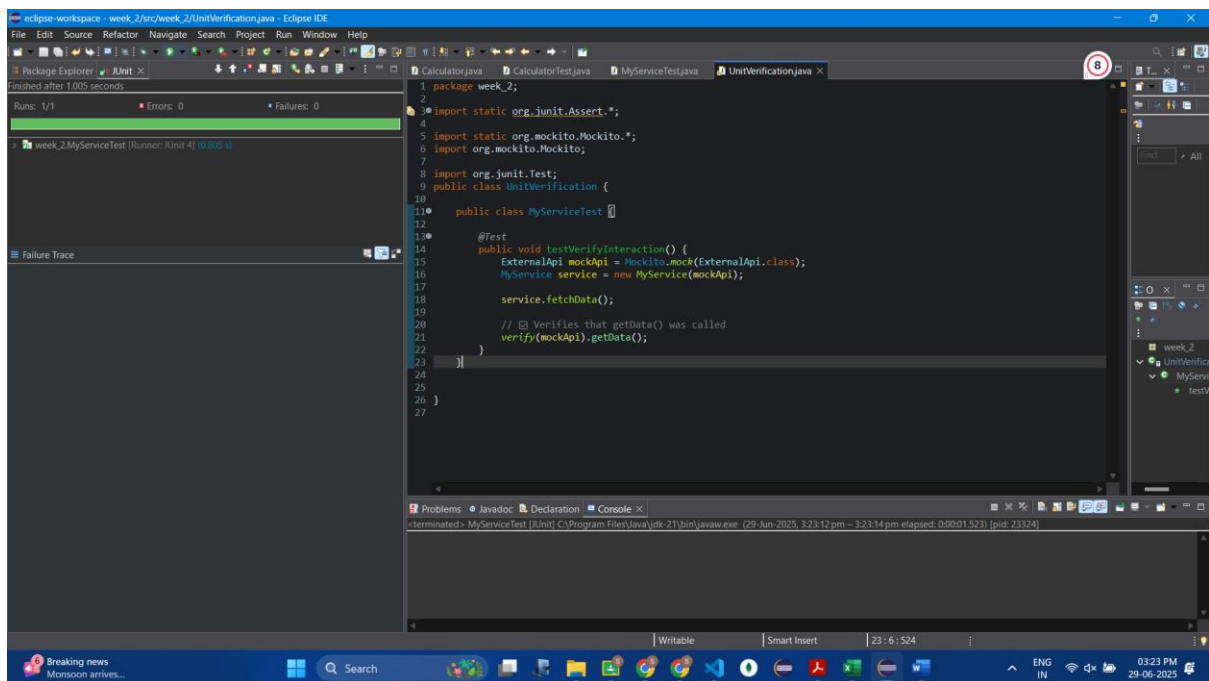 eclipse-workspace - week_2/src/week_2/UnitVerification.java - Eclipse IDE
File Edit Source Refactor Navigate Search Project Run Window Help
Package Explorer JUnit
Finished after 1.005 seconds
Runs: 1/1 Errors: 0 Failures: 0
week_2.MyServiceTest [Runner: JUnit 4] (0.805 s)
Failure Trace
Calculator.java CalculatorTest.java MyServiceTest.java UnitVerification.java
8
1 package week_2;
2
3 import static org.junit.Assert.*;
4
5 import static org.mockito.Mockito.*;
6 import org.mockito.Mockito;
7
8 import org.junit.Test;
9 public class UnitVerification {
10
11 public class MyServiceTest {
12
13 @Test
14 public void testVerifyInteraction() {
15 ExternalApi mockApi = Mockito.mock(ExternalApi.class);
16 MyService service = new MyService(mockApi);
17
18 service.fetchData();
19
20 // ☑ Verifies that getData() was called
21 verify(mockApi).getData();
22 }
23 }
24
25
26 }
27
T...
Find All
O
week_2
UnitVerifica
MyServi
testV
Problems Javadoc Declaration Console
<terminated> MyServiceTest [JUnit] C:\Program Files\Java\jdk-21\bin\javaw.exe (29-Jun-2025, 3:23:12 pm – 3:23:14 pm elapsed: 0:00:01.523) [pid: 23324]
Writable Smart Insert 23 : 6 : 524
6
Breaking news
Monsoon arrives...
Search
ENG
IN
03:23 PM
29-06-2025